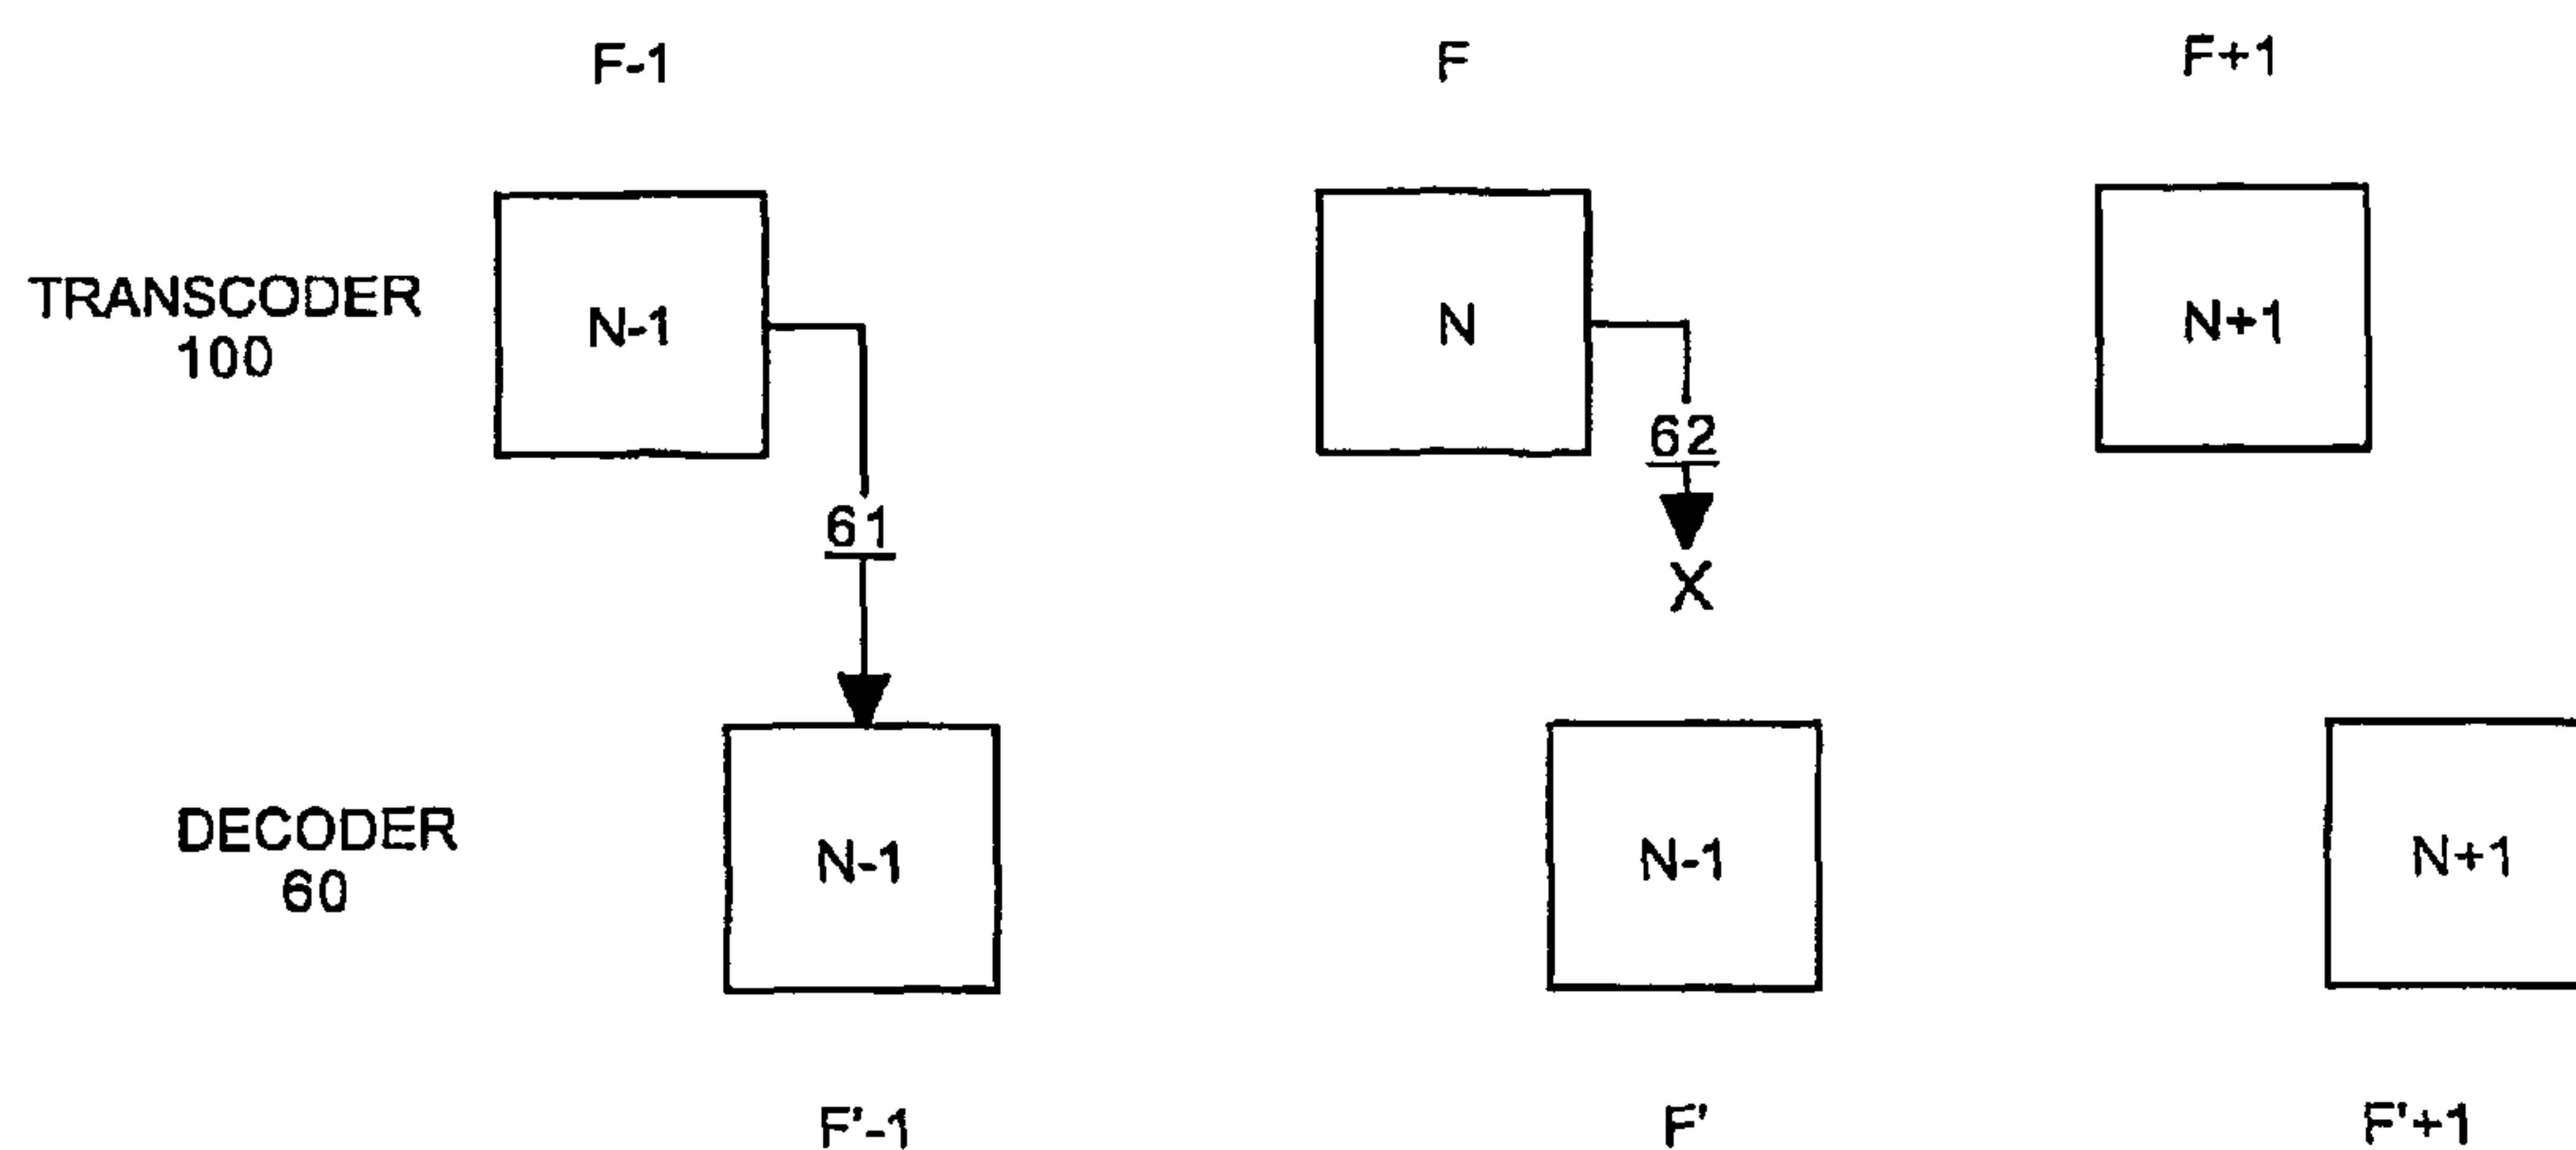 F-1 F F+1
TRANSCODER
100
N-1 N N+1
62
61
X
DECODER
60
N-1 N-1 N+1
F'-1 F' F'+1